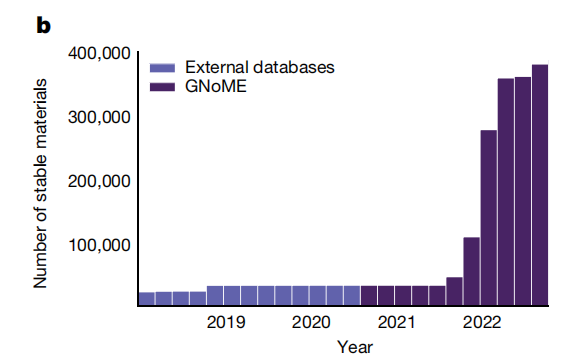 b
400,000
External databases
GNoME
300,000
200,000
100,000
Number of stable materials
2019 2020 2021 2022
Year